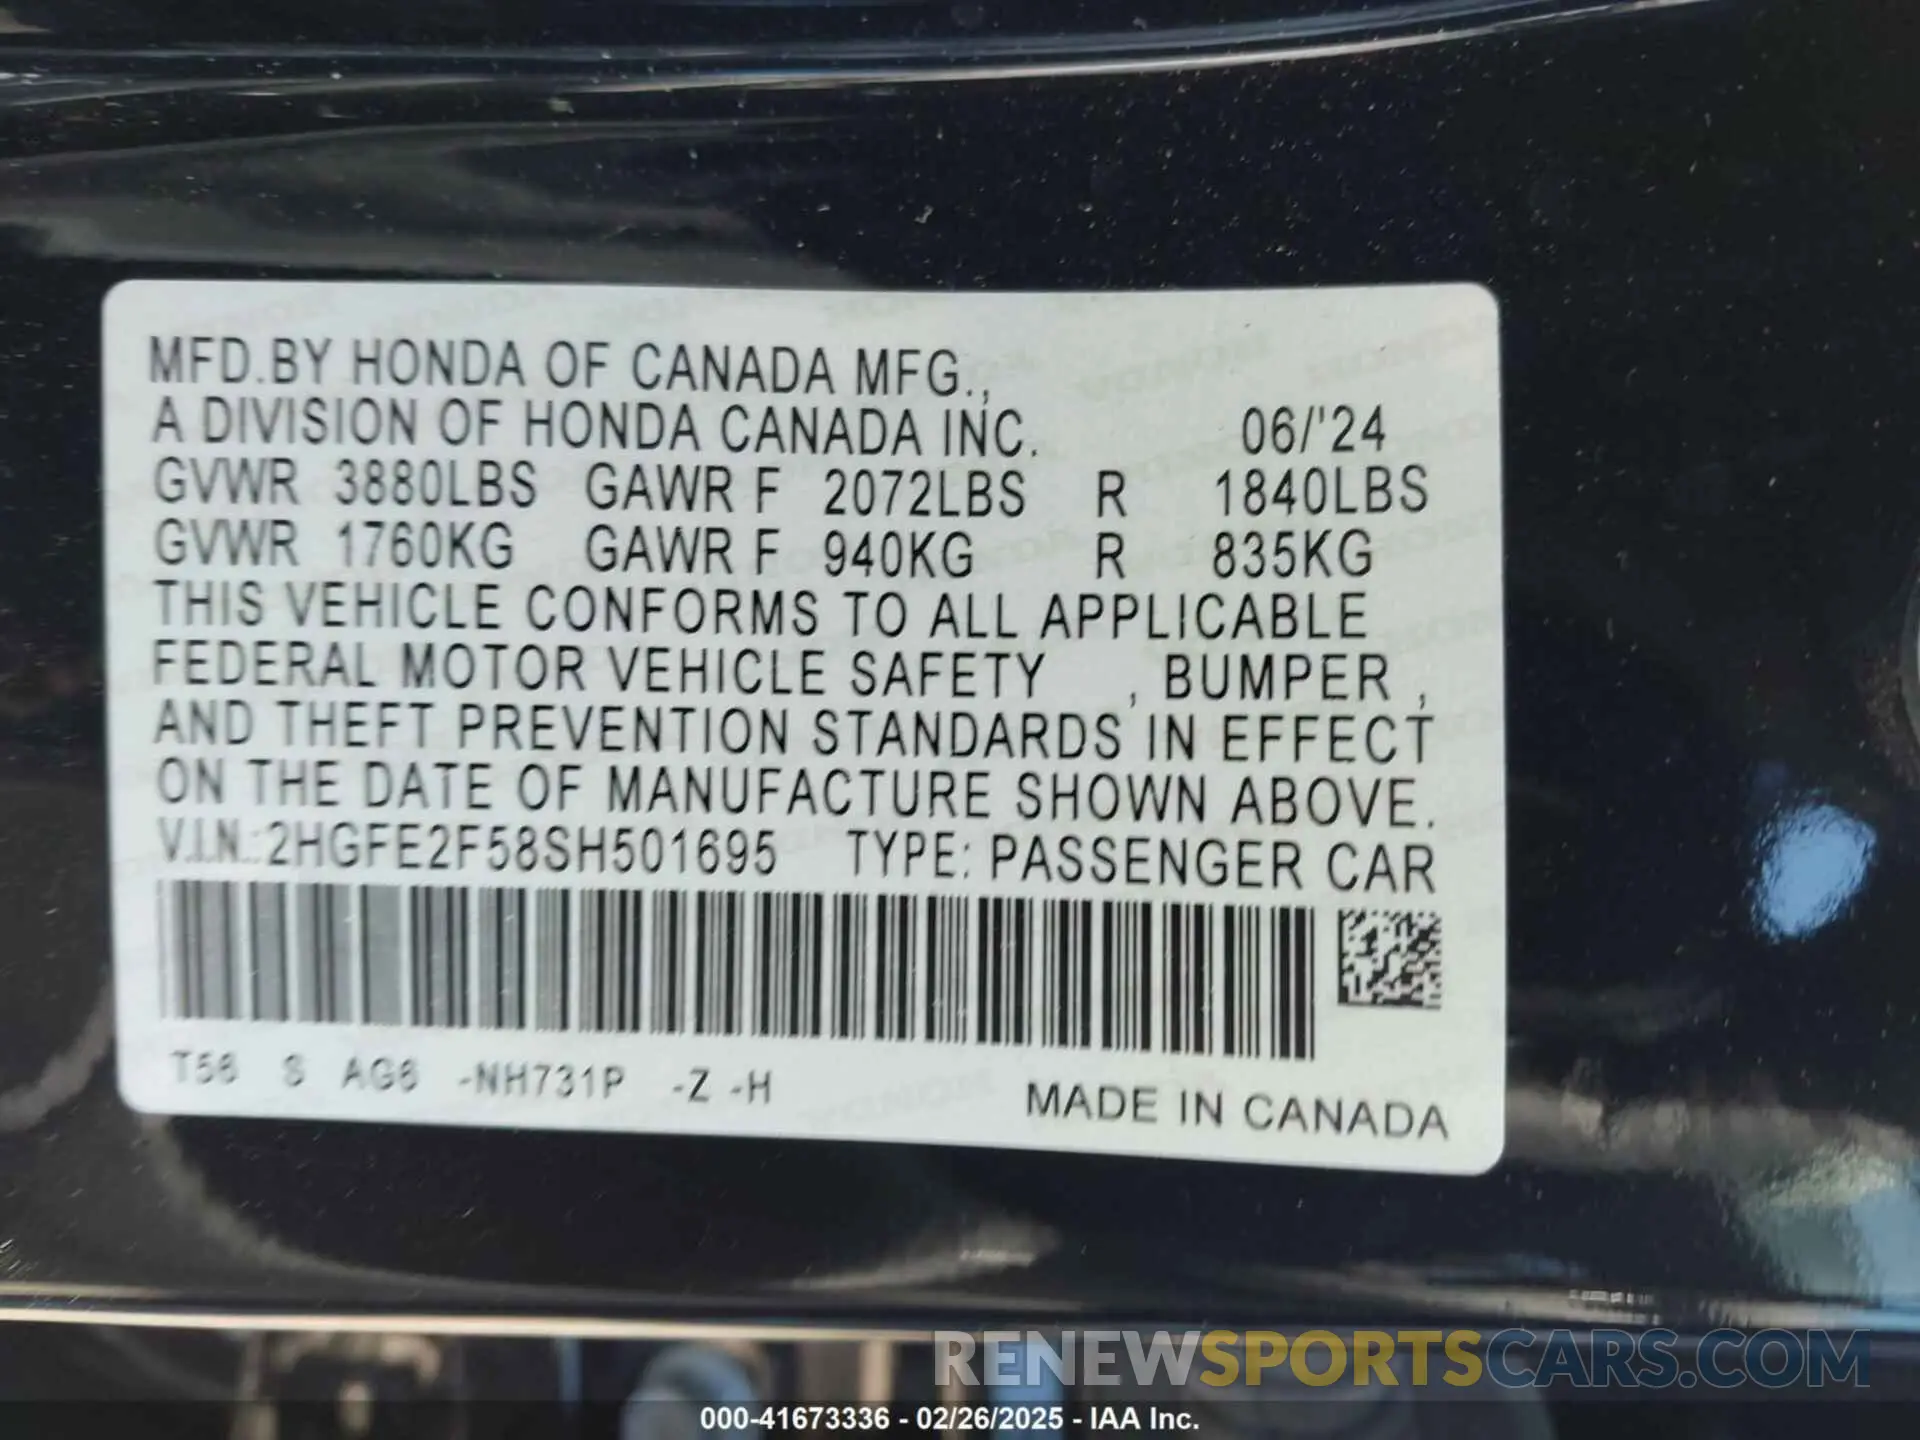 MFD.BY HONDA OF CANADA MFG.,
A DIVISION OF HONDA CANADA INC. 06/'24
GVWR 3880LBS GAWR F 2072LBS R 1840LBS
GVWR 1760KG GAWR F 940KG R 835KG
THIS VEHICLE CONFORMS TO ALL APPLICABLE
FEDERAL MOTOR VEHICLE SAFETY , BUMPER ,
AND THEFT PREVENTION STANDARDS IN EFFECT
ON THE DATE OF MANUFACTURE SHOWN ABOVE.
V.I.N.:2HGFE2F58SH501695 TYPE: PASSENGER CAR
T56 S AG6 -NH731P -Z -H
MADE IN CANADA
RENEWSPORTSCARS.COM
000-41673336 - 02/26/2025 - IAA Inc.